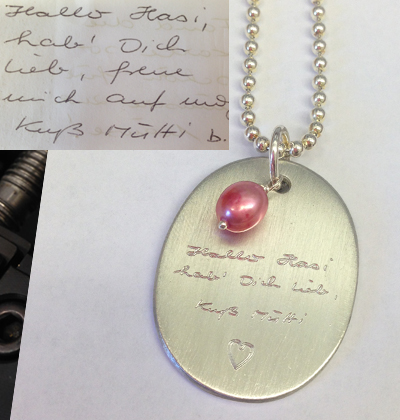 Hallo Hasi,
hab' Dich
lieb, freue
mich auf
Kuß Mutti b.
Hallo Hasi
hab' Dich lieb,
Kuß Mutti